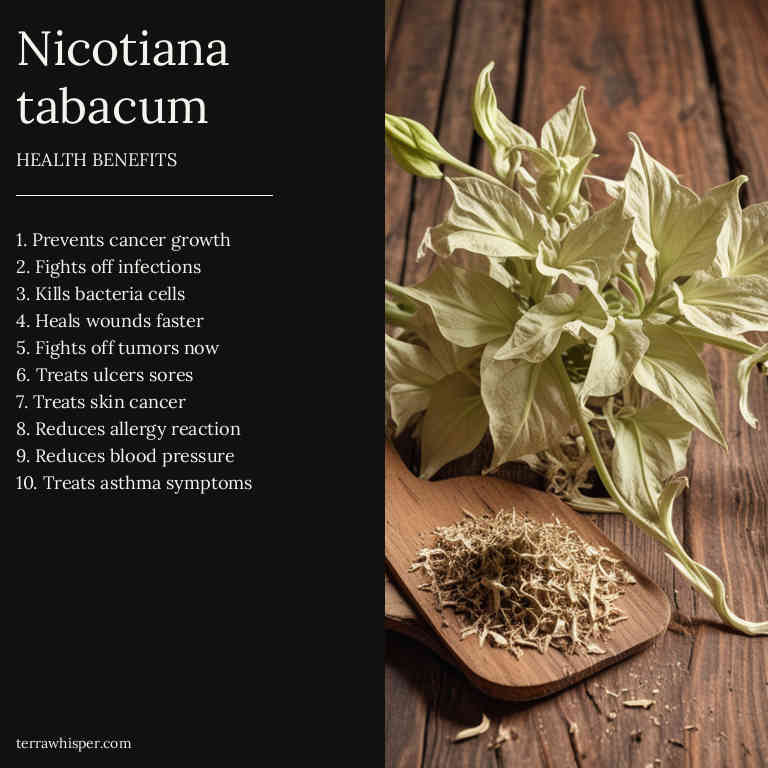 Nicotiana
tabacum
HEALTH BENEFITS
1. Prevents cancer growth
2. Fights off infections
3. Kills bacteria cells
4. Heals wounds faster
5. Fights off tumors now
6. Treats ulcers sores
7. Treats skin cancer
8. Reduces allergy reaction
9. Reduces blood pressure
10. Treats asthma symptoms
terrawhisper.com